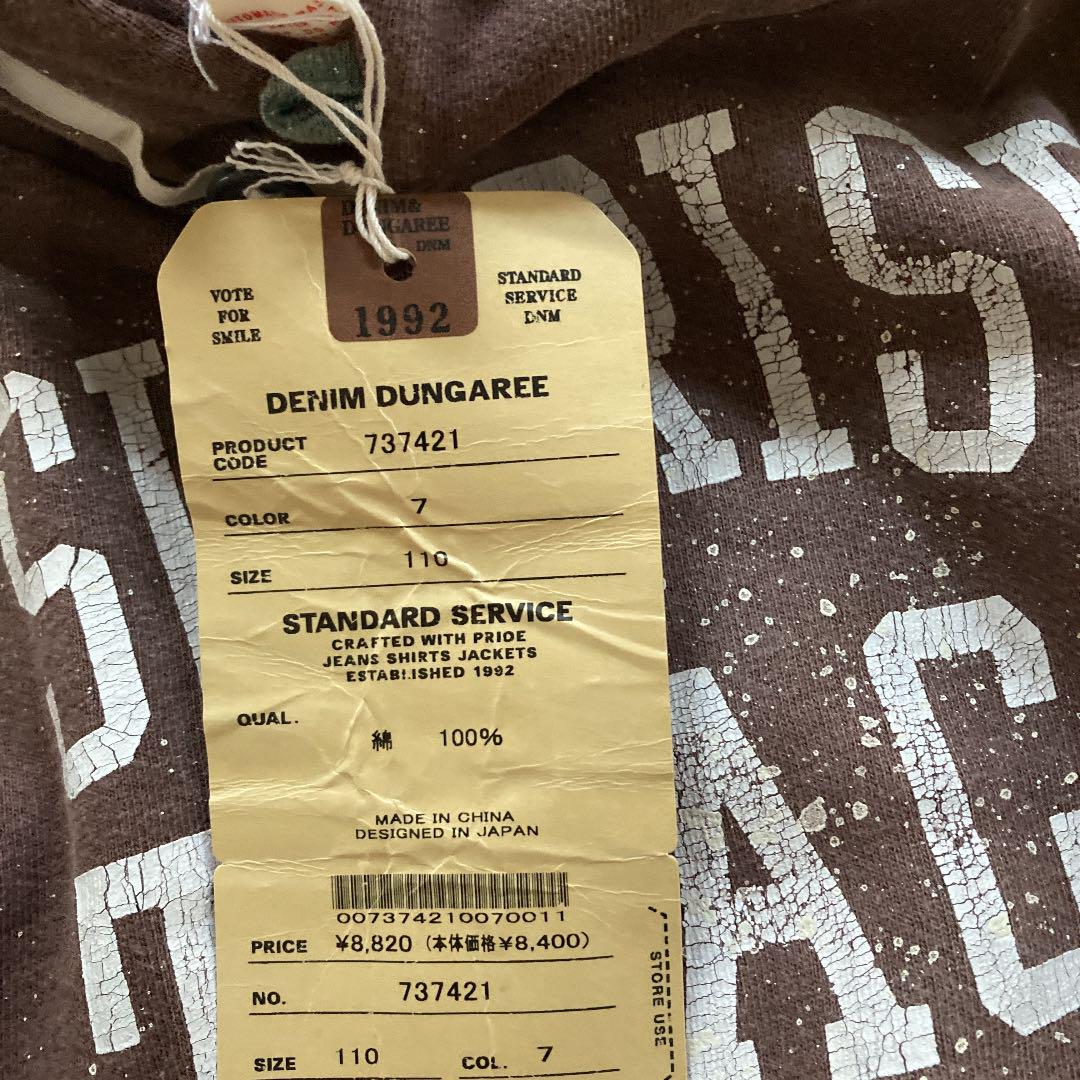 DENIM&
DUNGAREE
DNM
1992
VOTE
FOR
SMILE
STANDARD
SERVICE
DNM
DENIM DUNGAREE
PRODUCT
CODE 737421
COLOR 7
SIZE 110
STANDARD SERVICE
CRAFTED WITH PRIDE
JEANS SHIRTS JACKETS
ESTABLISHED 1992
QUAL.
綿 100%
MADE IN CHINA
DESIGNED IN JAPAN
007374210070011
PRICE ¥8,820 (本体価格¥8,400)
NO. 737421
SIZE 110 COL. 7
STORE USE